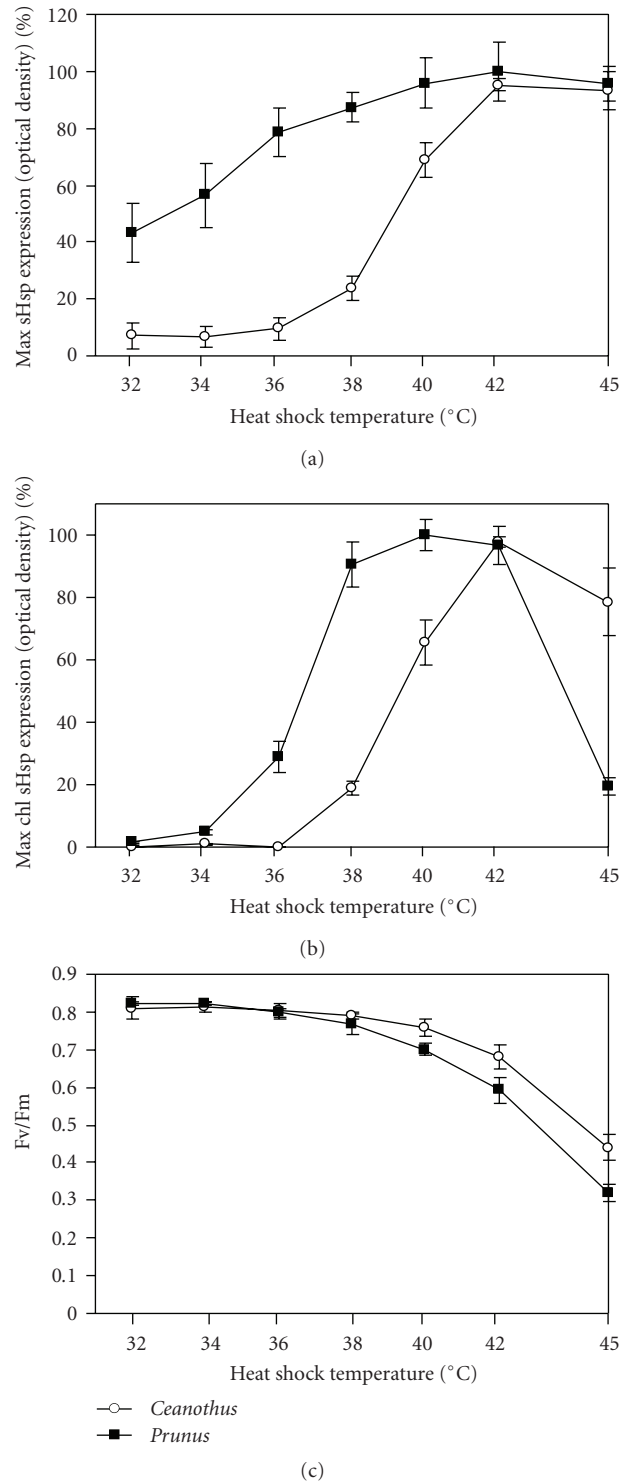 120
100
80
60
40
20
0
Max sHsp expression (optical density) (%)
32 34 36 38 40 42 45
Heat shock temperature (°C)
(a)
100
80
60
40
20
0
Max chl sHsp expression (optical density) (%)
32 34 36 38 40 42 45
Heat shock temperature (°C)
(b)
0.9
0.8
0.7
0.6
0.5
0.4
0.3
0.2
0.1
0
Fv/Fm
32 34 36 38 40 42 45
Heat shock temperature (°C)
Ceanothus
Prunus
(c)